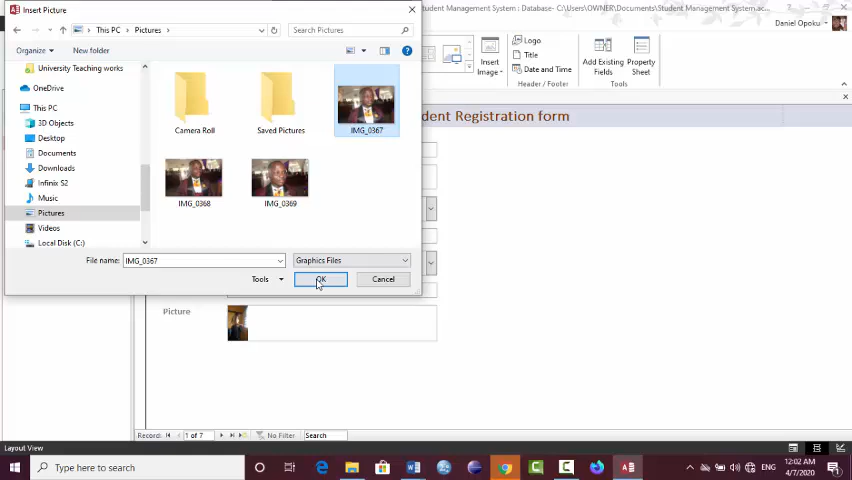 Insert Picture
Student Management System : Database- C:\Users\OWNER\Documents\Student Management System ac...
Daniel Opoku
This PC
Pictures
Search Pictures
Organize
New folder
Logo
Title
Date and Time
Header / Footer
Insert
Image
Add Existing
Fields
Property
Sheet
Tools
University Teaching works
OneDrive
This PC
3D Objects
Desktop
Documents
Downloads
Infinix S2
Music
Pictures
Videos
Local Disk (C:)
Camera Roll
Saved Pictures
IMG_0367
IMG_0368
IMG_0369
dent Registration form
File name:
IMG_0367
Graphics Files
Tools
OK
Cancel
Picture
Record:
1 of 7
No Filter
Search
Layout View
Type here to search
ENG
12:02 AM
4/7/2020